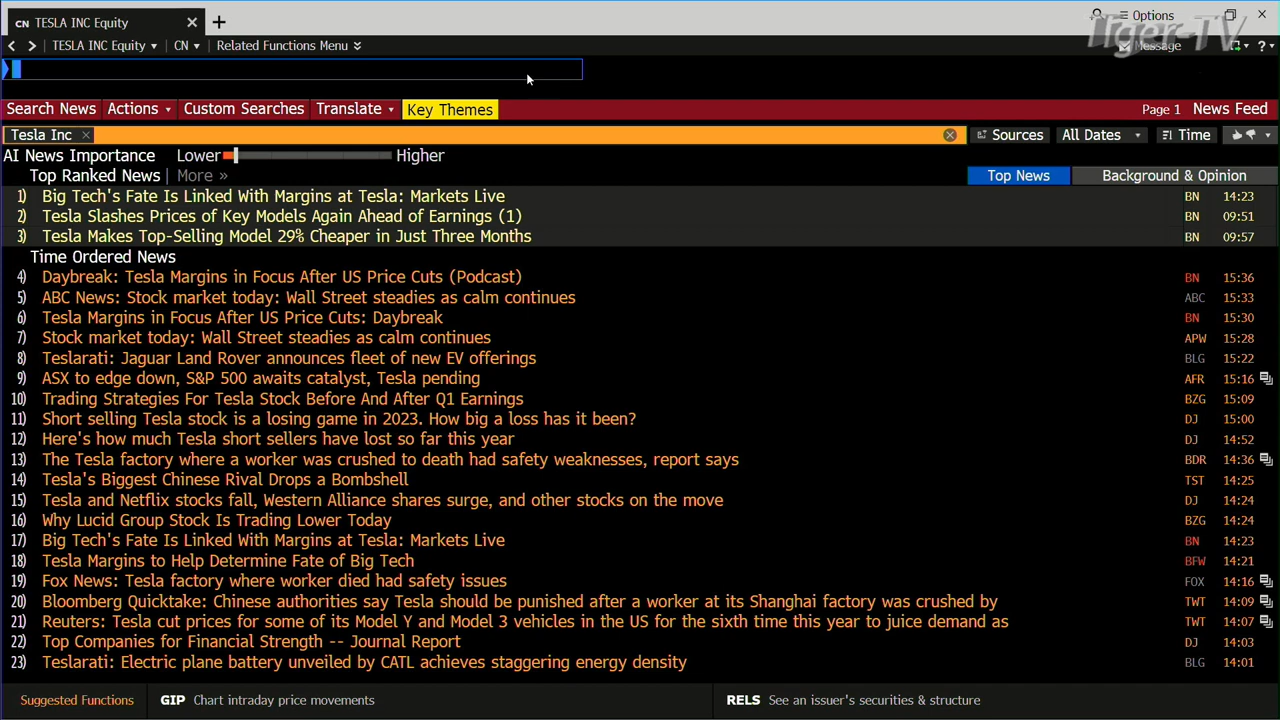 CN TESLA INC Equity × +
Options
TESLA INC Equity CN Related Functions Menu
Message ?
Tiger-TV
Search News Actions Custom Searches Translate Key Themes Page 1 News Feed
Tesla Inc × Sources All Dates Time
AI News Importance Lower Higher
Top Ranked News More » Top News Background & Opinion
1) Big Tech's Fate Is Linked With Margins at Tesla: Markets Live BN 14:23
2) Tesla Slashes Prices of Key Models Again Ahead of Earnings (1) BN 09:51
3) Tesla Makes Top-Selling Model 29% Cheaper in Just Three Months BN 09:57
Time Ordered News
4) Daybreak: Tesla Margins in Focus After US Price Cuts (Podcast) BN 15:36
5) ABC News: Stock market today: Wall Street steadies as calm continues ABC 15:33
6) Tesla Margins in Focus After US Price Cuts: Daybreak BN 15:30
7) Stock market today: Wall Street steadies as calm continues APW 15:28
8) Teslarati: Jaguar Land Rover announces fleet of new EV offerings BLG 15:22
9) ASX to edge down, S&P 500 awaits catalyst, Tesla pending AFR 15:16
10) Trading Strategies For Tesla Stock Before And After Q1 Earnings BZG 15:09
11) Short selling Tesla stock is a losing game in 2023. How big a loss has it been? DJ 15:00
12) Here's how much Tesla short sellers have lost so far this year DJ 14:52
13) The Tesla factory where a worker was crushed to death had safety weaknesses, report says BDR 14:36
14) Tesla's Biggest Chinese Rival Drops a Bombshell TST 14:25
15) Tesla and Netflix stocks fall, Western Alliance shares surge, and other stocks on the move DJ 14:24
16) Why Lucid Group Stock Is Trading Lower Today BZG 14:24
17) Big Tech's Fate Is Linked With Margins at Tesla: Markets Live BN 14:23
18) Tesla Margins to Help Determine Fate of Big Tech BFW 14:21
19) Fox News: Tesla factory where worker died had safety issues FOX 14:16
20) Bloomberg Quicktake: Chinese authorities say Tesla should be punished after a worker at its Shanghai factory was crushed by TWT 14:09
21) Reuters: Tesla cut prices for some of its Model Y and Model 3 vehicles in the US for the sixth time this year to juice demand as TWT 14:07
22) Top Companies for Financial Strength -- Journal Report DJ 14:03
23) Teslarati: Electric plane battery unveiled by CATL achieves staggering energy density BLG 14:01
Suggested Functions GIP Chart intraday price movements RELS See an issuer's securities & structure